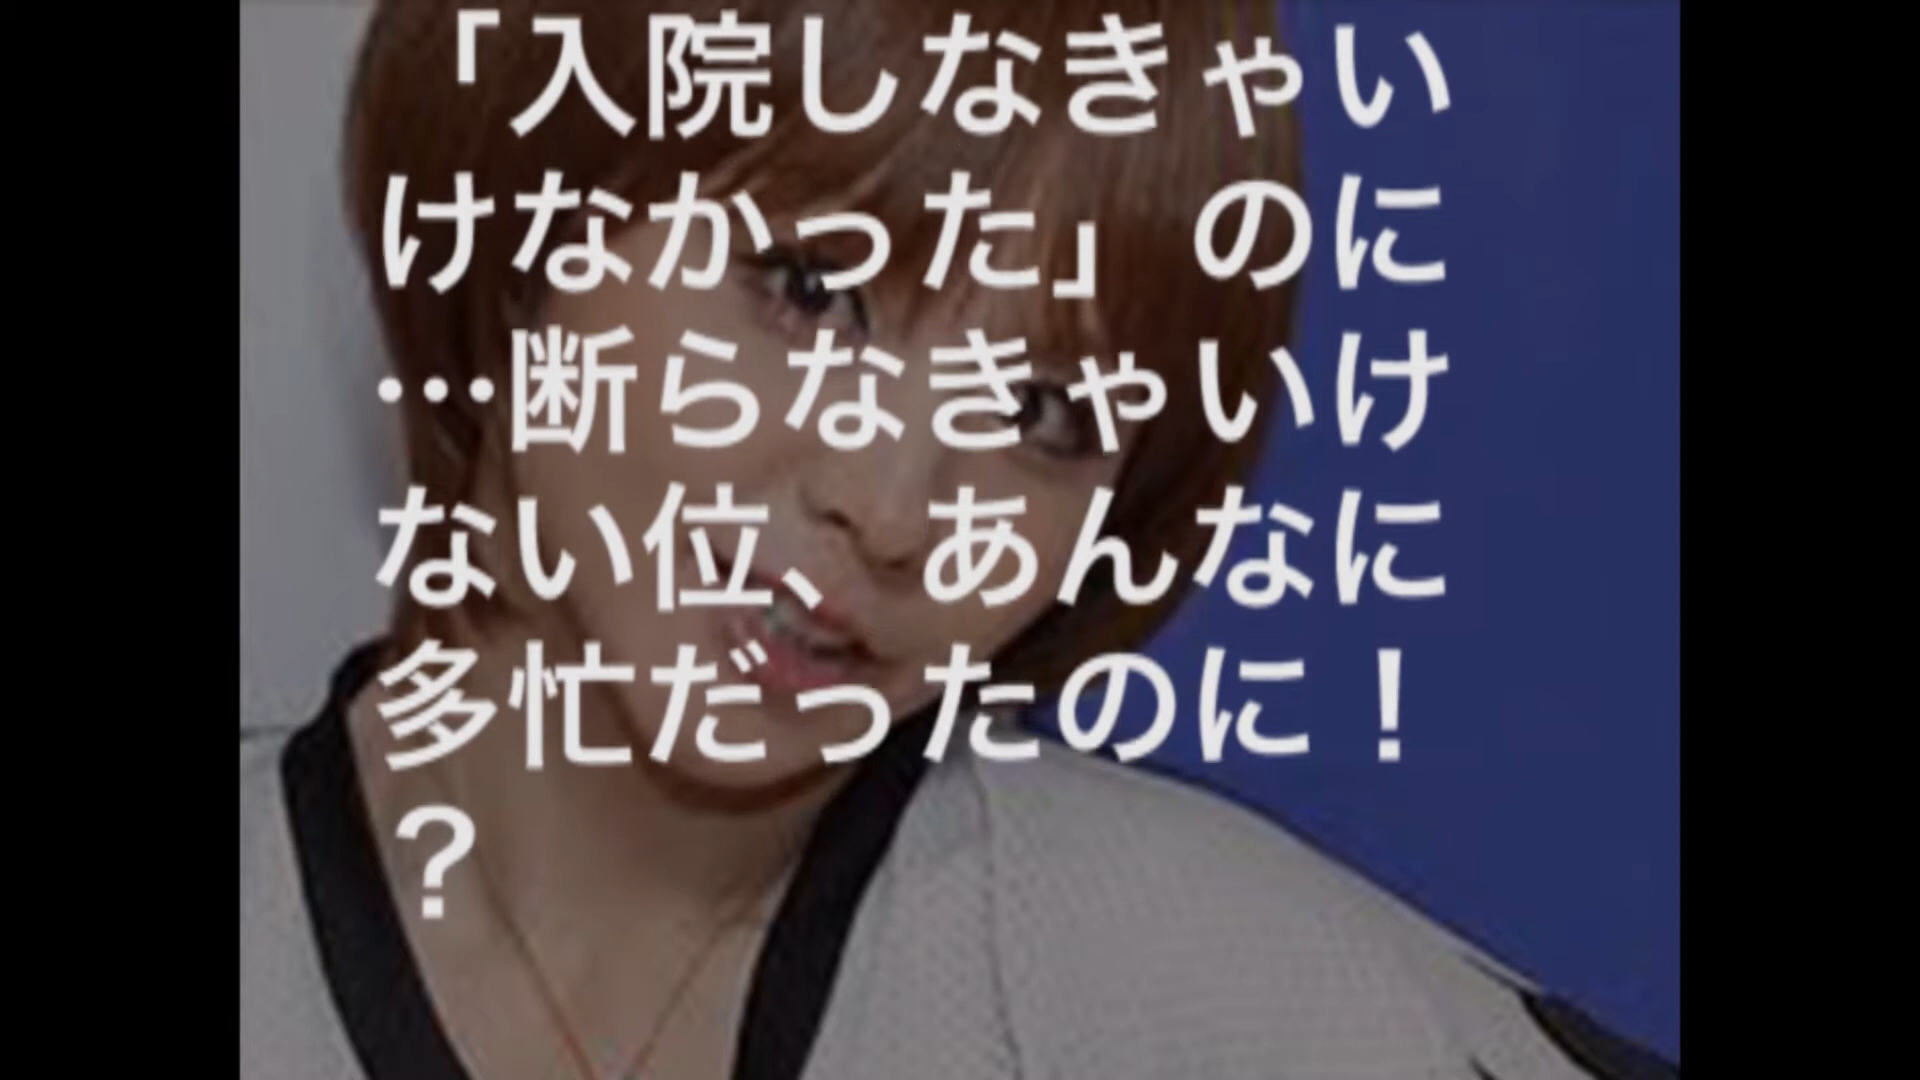 「入院しなきゃい
けなかった」のに
…断らなきゃいけ
ない位、あんなに
多忙だったのに！
？